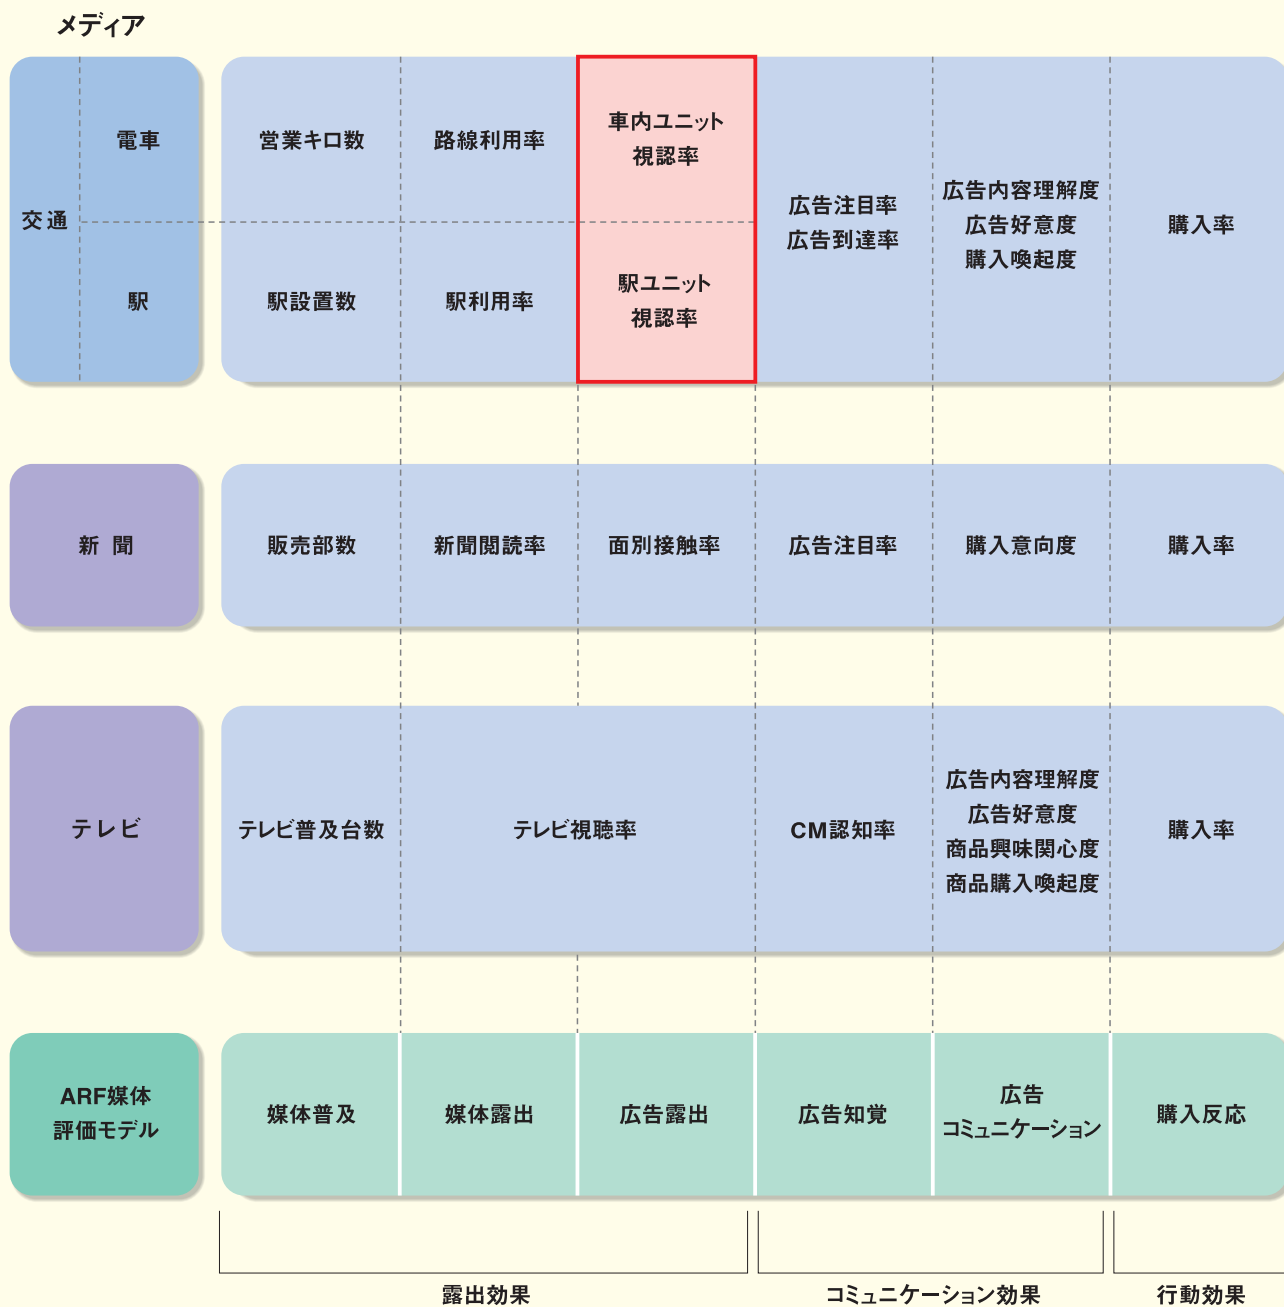 メディア
交通
電車
営業キロ数
路線利用率
車内ユニット
視認率
駅
駅設置数
駅利用率
駅ユニット
視認率
広告注目率
広告到達率
広告内容理解度
広告好意度
購入喚起度
購入率
新聞
販売部数
新聞閲読率
面別接触率
広告注目率
購入意向度
購入率
テレビ
テレビ普及台数
テレビ視聴率
CM認知率
広告内容理解度
広告好意度
商品興味関心度
商品購入喚起度
購入率
ARF媒体
評価モデル
媒体普及
媒体露出
広告露出
広告知覚
広告
コミュニケーション
購入反応
露出効果
コミュニケーション効果
行動効果